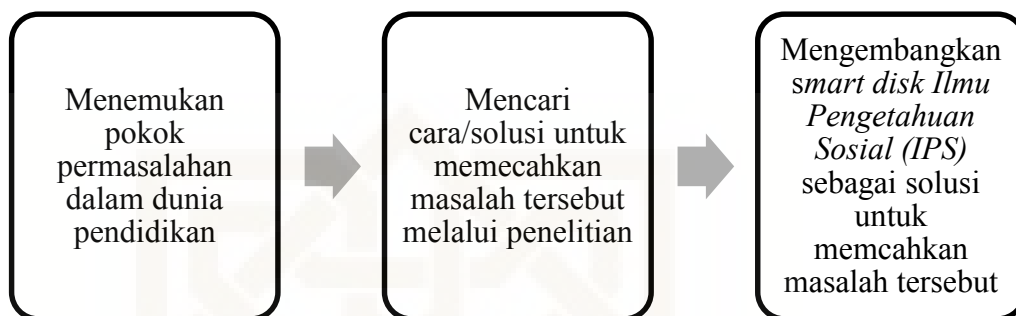 Menemukan
pokok
permasalahan
dalam dunia
pendidikan
Mencari
cara/solusi untuk
memecahkan
masalah tersebut
melalui penelitian
Mengembangkan
smart disk Ilmu
Pengetahuan
Sosial (IPS)
sebagai solusi
untuk
memcahkan
masalah tersebut